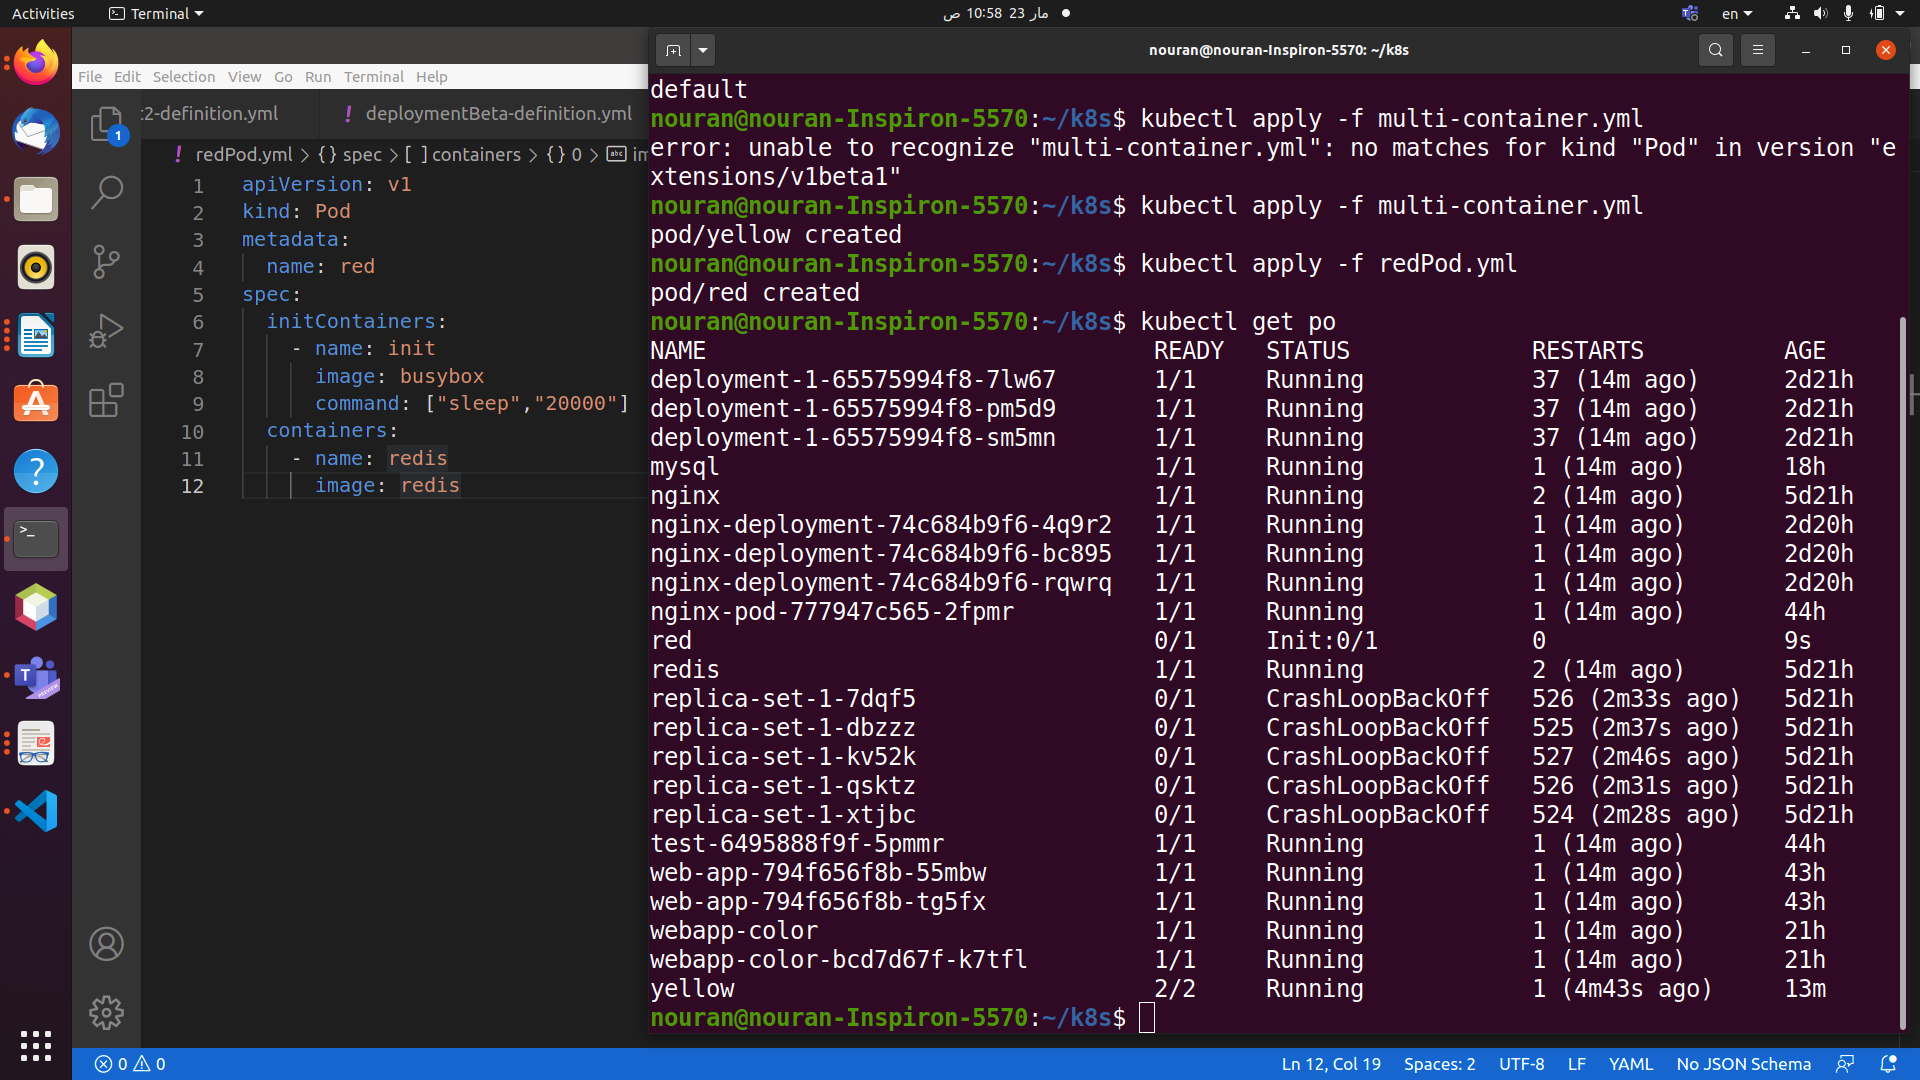 Activities
Terminal
مار 23 10:58 ص
en
File Edit Selection View Go Run Terminal Help
t2-definition.yml
! deploymentBeta-definition.yml
! redPod.yml > {} spec > [ ] containers > {} 0 > abc im
1 apiVersion: v1
2 kind: Pod
3 metadata:
4 name: red
5 spec:
6 initContainers:
7 - name: init
8 image: busybox
9 command: ["sleep","20000"]
10 containers:
11 - name: redis
12 image: redis
1
nouran@nouran-Inspiron-5570: ~/k8s
default
nouran@nouran-Inspiron-5570:~/k8s$ kubectl apply -f multi-container.yml
error: unable to recognize "multi-container.yml": no matches for kind "Pod" in version "e
xtensions/v1beta1"
nouran@nouran-Inspiron-5570:~/k8s$ kubectl apply -f multi-container.yml
pod/yellow created
nouran@nouran-Inspiron-5570:~/k8s$ kubectl apply -f redPod.yml
pod/red created
nouran@nouran-Inspiron-5570:~/k8s$ kubectl get po
NAME READY STATUS RESTARTS AGE
deployment-1-65575994f8-7lw67 1/1 Running 37 (14m ago) 2d21h
deployment-1-65575994f8-pm5d9 1/1 Running 37 (14m ago) 2d21h
deployment-1-65575994f8-sm5mn 1/1 Running 37 (14m ago) 2d21h
mysql 1/1 Running 1 (14m ago) 18h
nginx 1/1 Running 2 (14m ago) 5d21h
nginx-deployment-74c684b9f6-4q9r2 1/1 Running 1 (14m ago) 2d20h
nginx-deployment-74c684b9f6-bc895 1/1 Running 1 (14m ago) 2d20h
nginx-deployment-74c684b9f6-rqwrq 1/1 Running 1 (14m ago) 2d20h
nginx-pod-777947c565-2fpmr 1/1 Running 1 (14m ago) 44h
red 0/1 Init:0/1 0 9s
redis 1/1 Running 2 (14m ago) 5d21h
replica-set-1-7dqf5 0/1 CrashLoopBackOff 526 (2m33s ago) 5d21h
replica-set-1-dbzzz 0/1 CrashLoopBackOff 525 (2m37s ago) 5d21h
replica-set-1-kv52k 0/1 CrashLoopBackOff 527 (2m46s ago) 5d21h
replica-set-1-qsktz 0/1 CrashLoopBackOff 526 (2m31s ago) 5d21h
replica-set-1-xtjbc 0/1 CrashLoopBackOff 524 (2m28s ago) 5d21h
test-6495888f9f-5pmmr 1/1 Running 1 (14m ago) 44h
web-app-794f656f8b-55mbw 1/1 Running 1 (14m ago) 43h
web-app-794f656f8b-tg5fx 1/1 Running 1 (14m ago) 43h
webapp-color 1/1 Running 1 (14m ago) 21h
webapp-color-bcd7d67f-k7tfl 1/1 Running 1 (14m ago) 21h
yellow 2/2 Running 1 (4m43s ago) 13m
nouran@nouran-Inspiron-5570:~/k8s$
0 0
Ln 12, Col 19 Spaces: 2 UTF-8 LF YAML No JSON Schema